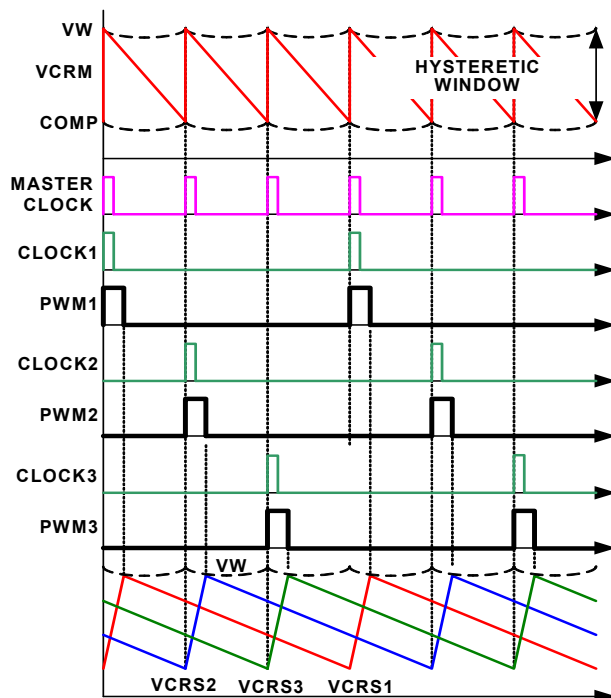 VW
VCRM
HYSTERETIC
WINDOW
COMP
MASTER
CLOCK
CLOCK1
PWM1
CLOCK2
PWM2
CLOCK3
PWM3
VW
VCRS2 VCRS3 VCRS1